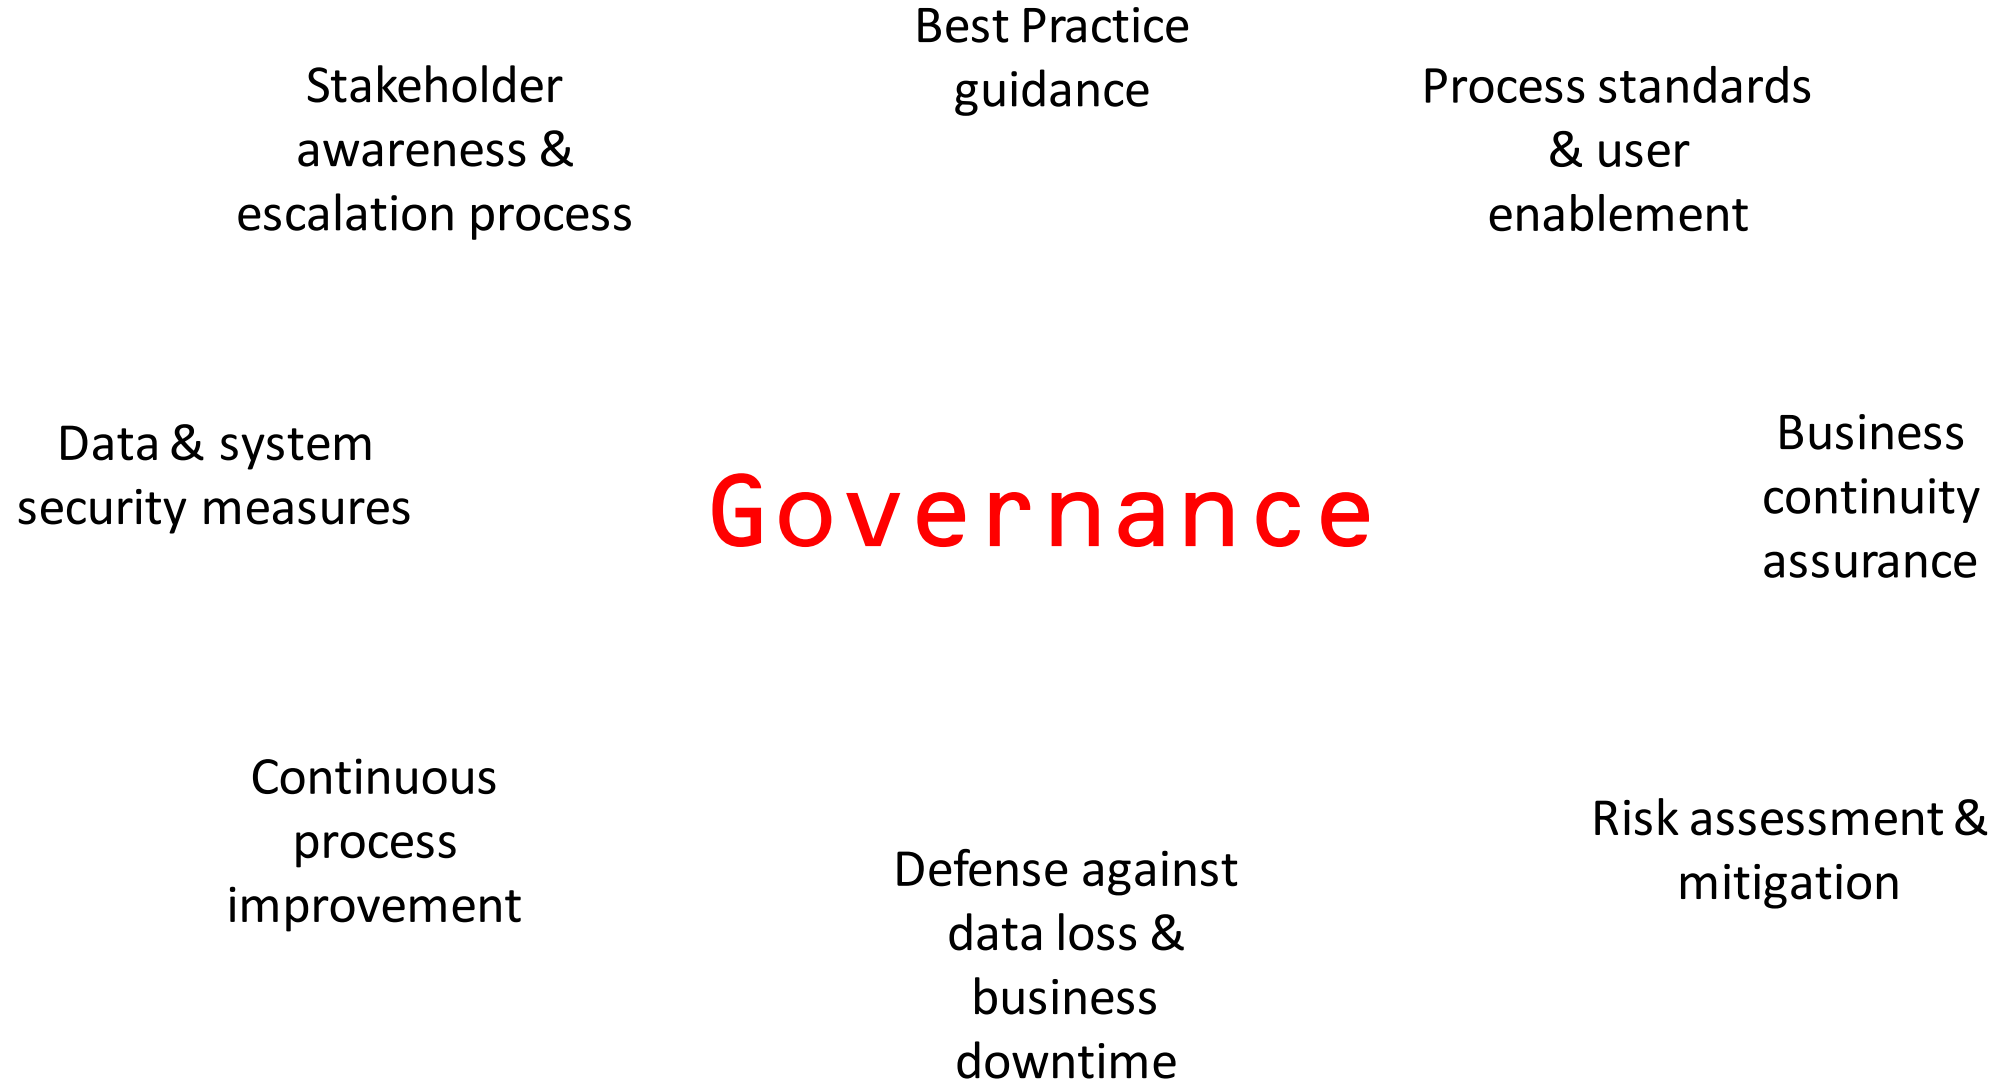 Best Practice
guidance
Stakeholder
awareness &
escalation process
Process standards
& user
enablement
Data & system
security measures
Governance
Business
continuity
assurance
Continuous
process
improvement
Defense against
data loss &
business
downtime
Risk assessment &
mitigation